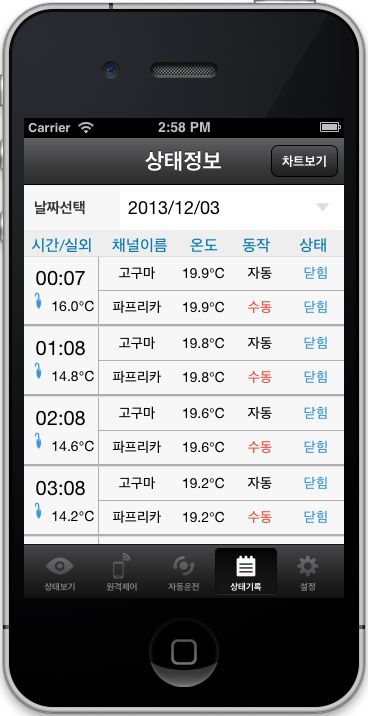 Carrier 2:58 PM
상태정보 차트보기
날짜선택 2013/12/03
시간/실외 채널이름 온도 동작 상태
00:07 고구마 19.9°C 자동 닫힘
16.0°C 파프리카 19.9°C 수동 닫힘
01:08 고구마 19.8°C 자동 닫힘
14.8°C 파프리카 19.8°C 수동 닫힘
02:08 고구마 19.6°C 자동 닫힘
14.6°C 파프리카 19.6°C 수동 닫힘
03:08 고구마 19.2°C 자동 닫힘
14.2°C 파프리카 19.2°C 수동 닫힘
상태보기 원격제어 자동운전 상태기록 설정